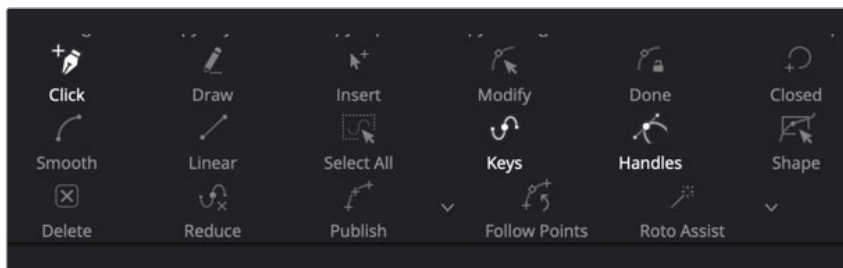 Click Draw Insert Modify Done Closed
Smooth Linear Select All Keys Handles Shape
Delete Reduce Publish Follow Points Roto Assist